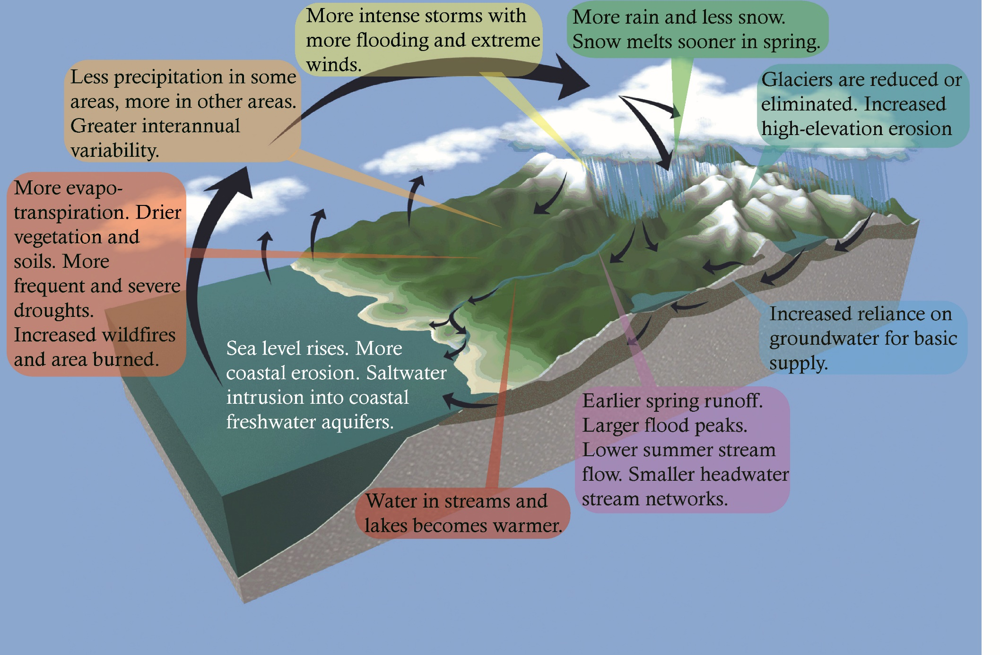 More intense storms with
more flooding and extreme
winds.
More rain and less snow.
Snow melts sooner in spring.
Less precipitation in some
areas, more in other areas.
Greater interannual
variability.
Glaciers are reduced or
eliminated. Increased
high-elevation erosion
More evapo-
transpiration. Drier
vegetation and
soils. More
frequent and severe
droughts.
Increased wildfires
and area burned.
Sea level rises. More
coastal erosion. Saltwater
intrusion into coastal
freshwater aquifers.
Increased reliance on
groundwater for basic
supply.
Earlier spring runoff.
Larger flood peaks.
Lower summer stream
flow. Smaller headwater
stream networks.
Water in streams and
lakes becomes warmer.